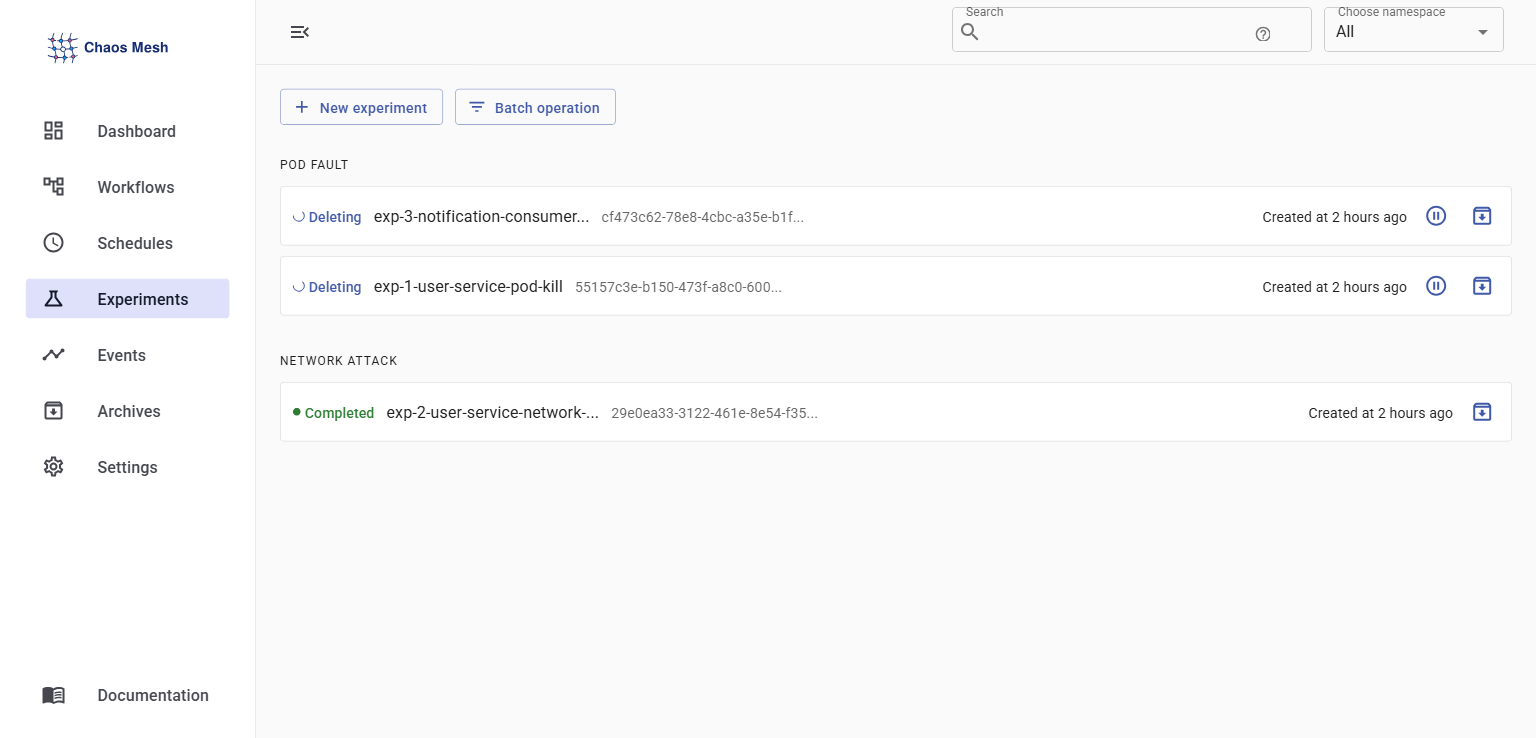 Chaos Mesh
Search
Choose namespace
All
Dashboard
Workflows
Schedules
Experiments
Events
Archives
Settings
Documentation
New experiment
Batch operation
POD FAULT
Deleting exp-3-notification-consumer... cf473c62-78e8-4cbc-a35e-b1f... Created at 2 hours ago
Deleting exp-1-user-service-pod-kill 55157c3e-b150-473f-a8c0-600... Created at 2 hours ago
NETWORK ATTACK
Completed exp-2-user-service-network-... 29e0ea33-3122-461e-8e54-f35... Created at 2 hours ago